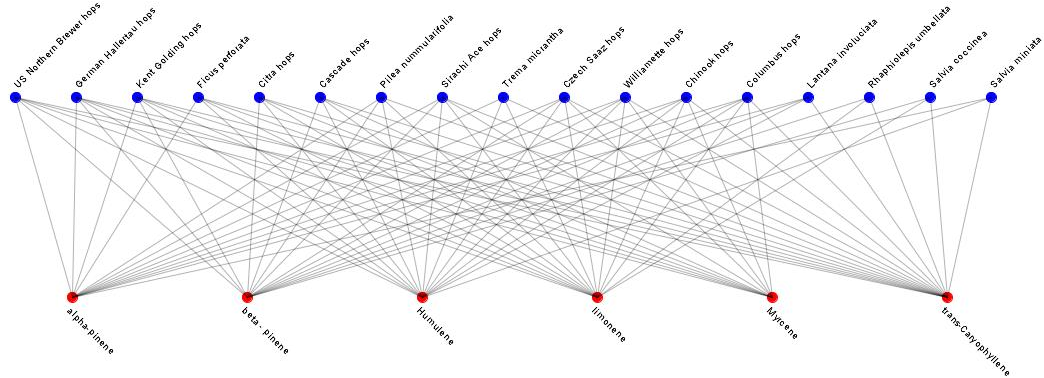 US Northern Brewer hops
German Hallertau hops
Kent Golding hops
Ficus perforata
Citra hops
Cascade hops
Pilea nummulariifolia
Sirachi Ace hops
Trema micrantha
Czech Saaz hops
Williamette hops
Chinook hops
Columbus hops
Lantana involuciata
Rhaphiolepis umbellata
Salvia coccinea
Salvia miniata
alpha-pinene
beta - pinene
Humulene
limonene
Myrcene
trans-Caryophyllene